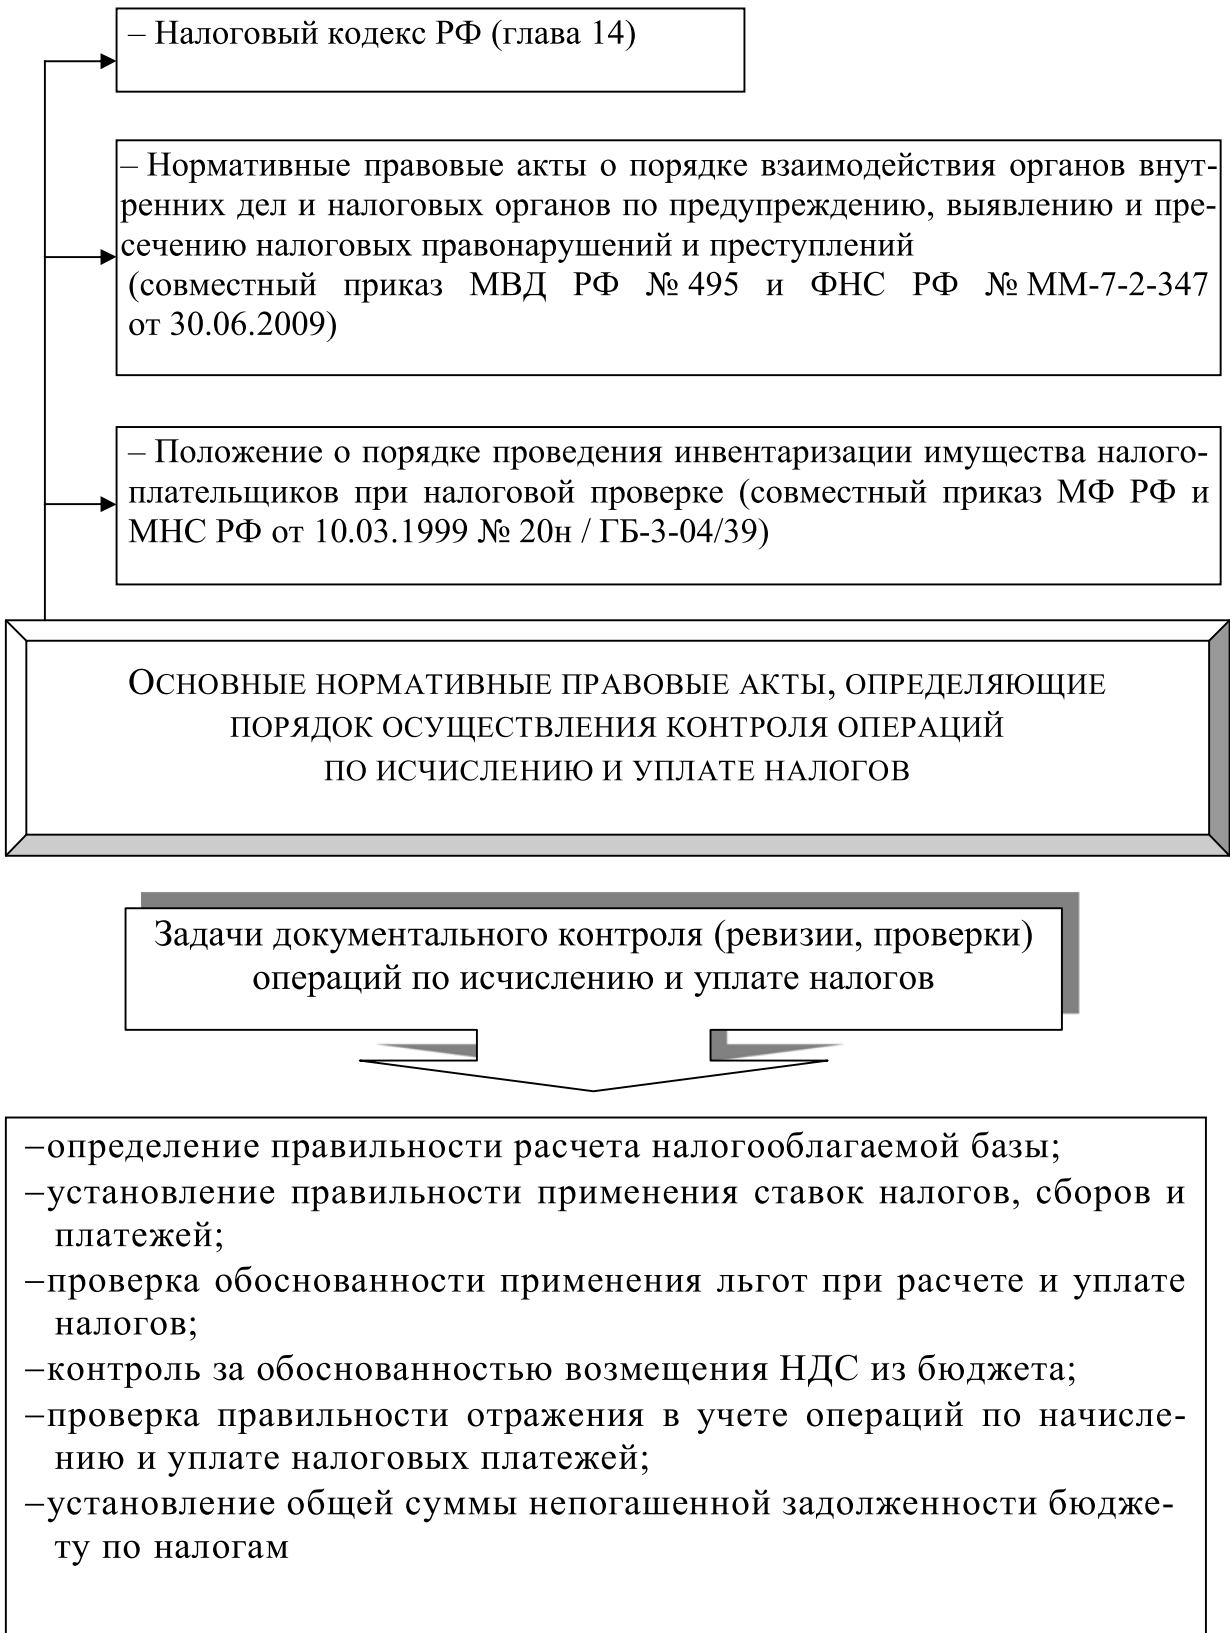 – Налоговый кодекс РФ (глава 14)
– Нормативные правовые акты о порядке взаимодействия органов внут-
ренних дел и налоговых органов по предупреждению, выявлению и пре-
сечению налоговых правонарушений и преступлений
(совместный приказ МВД РФ № 495 и ФНС РФ № ММ-7-2-347
от 30.06.2009)
– Положение о порядке проведения инвентаризации имущества налого-
плательщиков при налоговой проверке (совместный приказ МФ РФ и
МНС РФ от 10.03.1999 № 20н / ГБ-3-04/39)
ОСНОВНЫЕ НОРМАТИВНЫЕ ПРАВОВЫЕ АКТЫ, ОПРЕДЕЛЯЮЩИЕ
ПОРЯДОК ОСУЩЕСТВЛЕНИЯ КОНТРОЛЯ ОПЕРАЦИЙ
ПО ИСЧИСЛЕНИЮ И УПЛАТЕ НАЛОГОВ
Задачи документального контроля (ревизии, проверки)
операций по исчислению и уплате налогов
–определение правильности расчета налогооблагаемой базы;
–установление правильности применения ставок налогов, сборов и
платежей;
–проверка обоснованности применения льгот при расчете и уплате
налогов;
–контроль за обоснованностью возмещения НДС из бюджета;
–проверка правильности отражения в учете операций по начисле-
нию и уплате налоговых платежей;
–установление общей суммы непогашенной задолженности бюдже-
ту по налогам